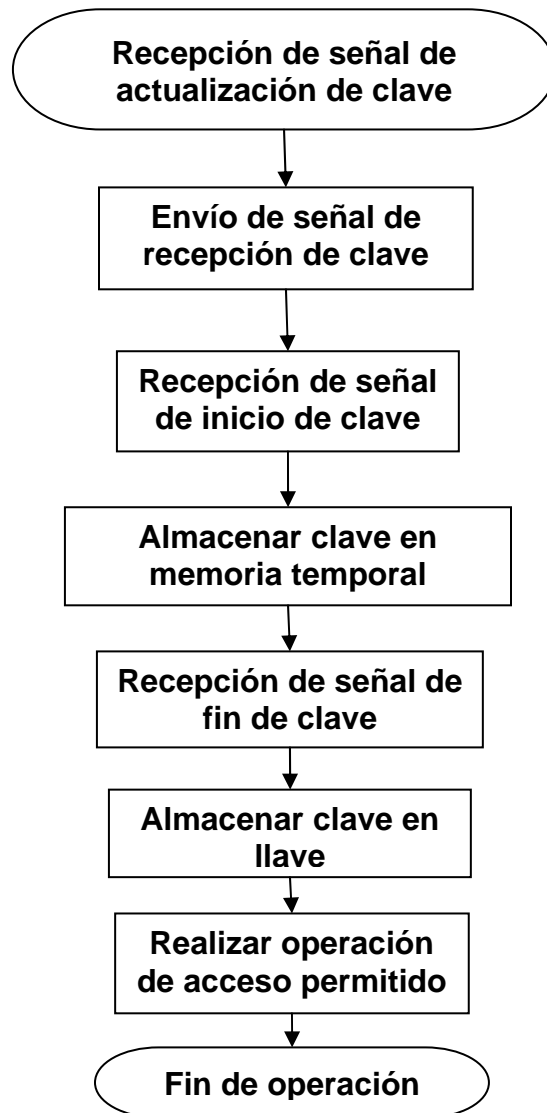 Recepción de señal de
actualización de clave
Envío de señal de
recepción de clave
Recepción de señal
de inicio de clave
Almacenar clave en
memoria temporal
Recepción de señal de
fin de clave
Almacenar clave en
llave
Realizar operación
de acceso permitido
Fin de operación